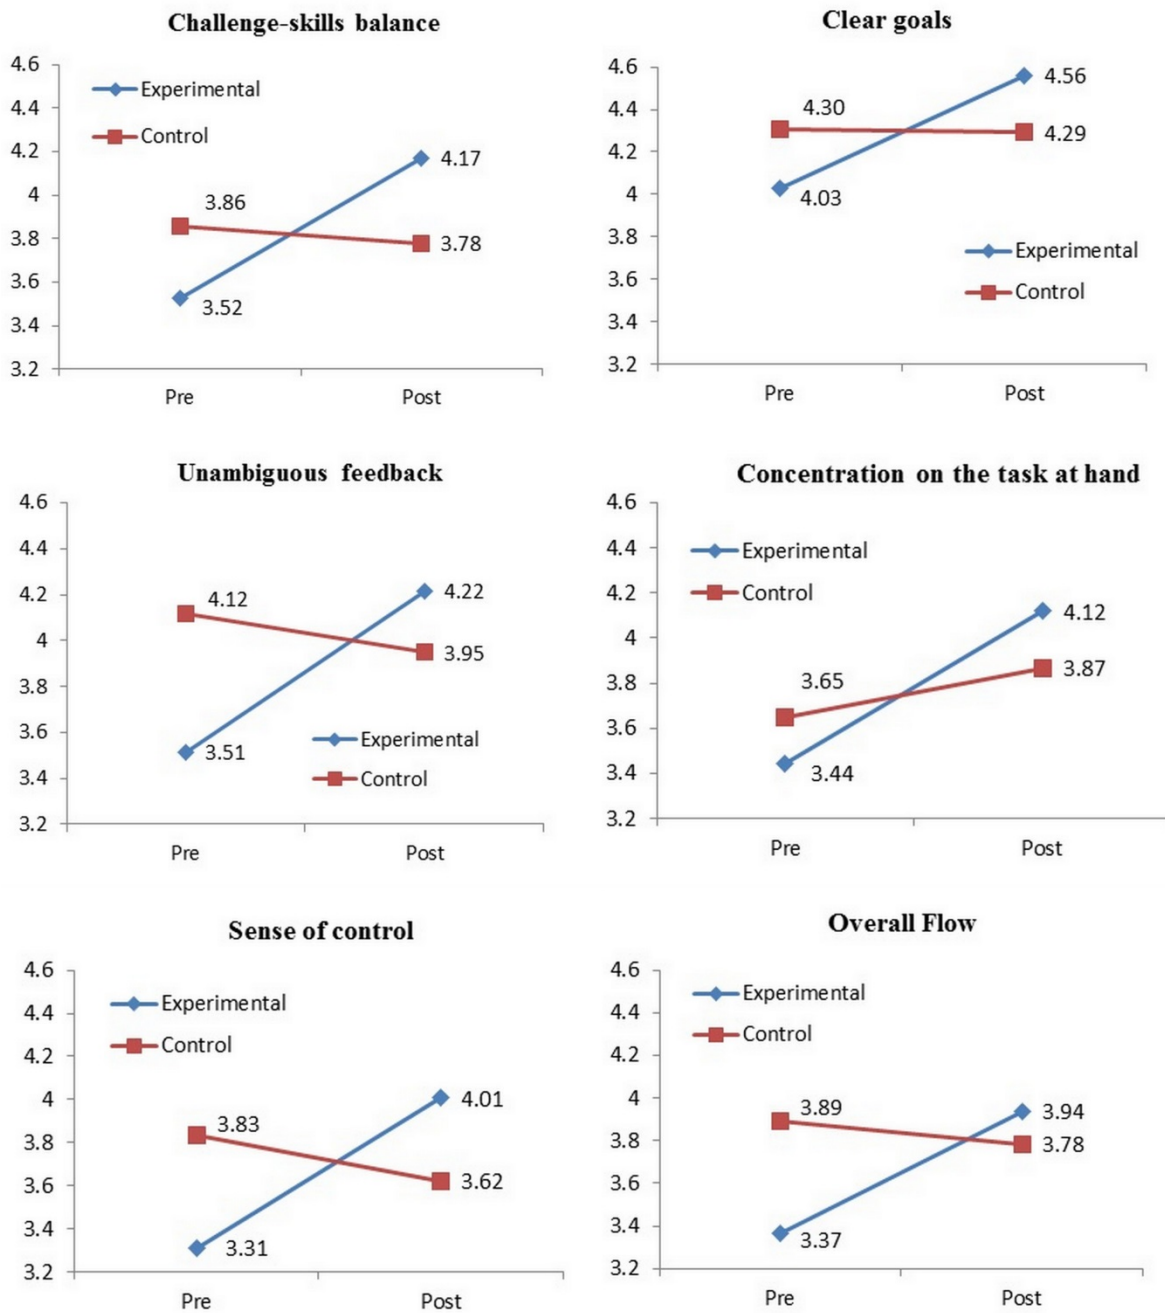 Challenge-skills balance
4.6
4.4
4.2
4
3.8
3.6
3.4
3.2
Experimental
Control
3.86
4.17
3.78
3.52
Pre
Post
Clear goals
4.6
4.4
4.2
4
3.8
3.6
3.4
3.2
4.30
4.56
4.29
4.03
Experimental
Control
Pre
Post
Unambiguous feedback
4.6
4.4
4.2
4
3.8
3.6
3.4
3.2
4.12
4.22
3.95
3.51
Experimental
Control
Pre
Post
Concentration on the task at hand
4.6
4.4
4.2
4
3.8
3.6
3.4
3.2
Experimental
Control
3.65
4.12
3.87
3.44
Pre
Post
Sense of control
4.6
4.4
4.2
4
3.8
3.6
3.4
3.2
Experimental
Control
3.83
4.01
3.62
3.31
Pre
Post
Overall Flow
4.6
4.4
4.2
4
3.8
3.6
3.4
3.2
Experimental
Control
3.89
3.94
3.78
3.37
Pre
Post